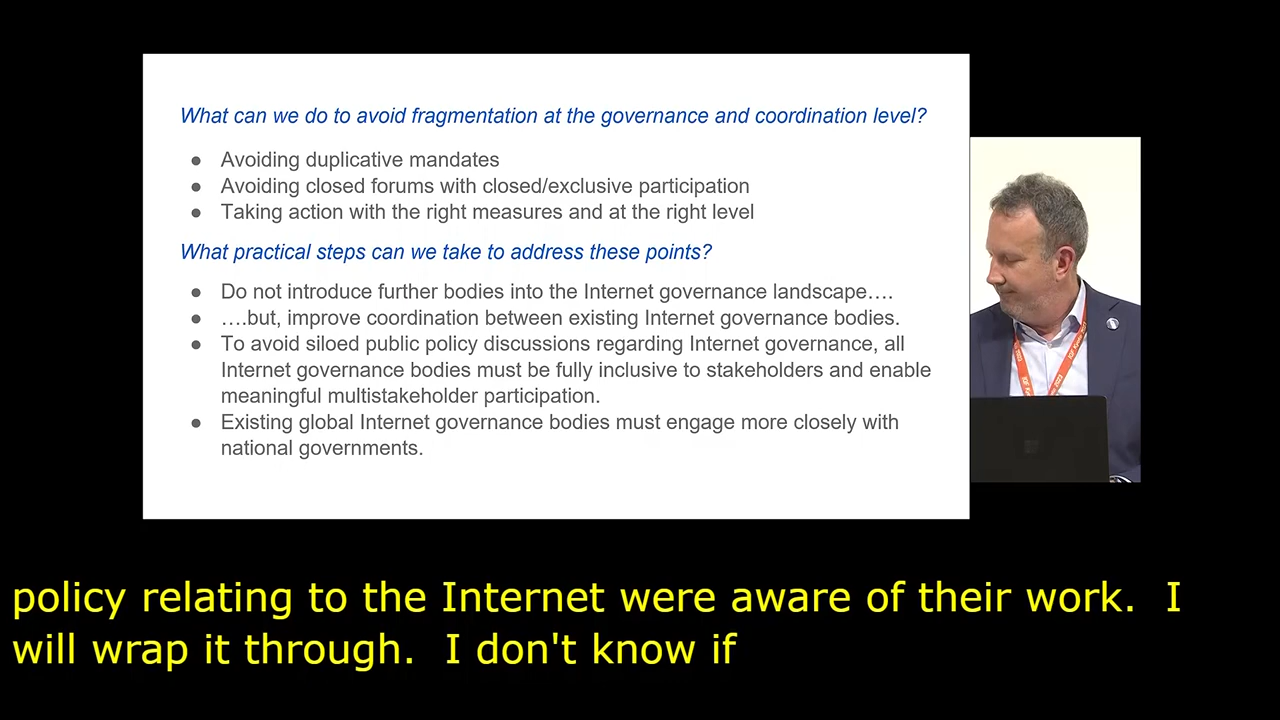 What can we do to avoid fragmentation at the governance and coordination level?
● Avoiding duplicative mandates
● Avoiding closed forums with closed/exclusive participation
● Taking action with the right measures and at the right level
What practical steps can we take to address these points?
● Do not introduce further bodies into the Internet governance landscape….
● ….but, improve coordination between existing Internet governance bodies.
● To avoid siloed public policy discussions regarding Internet governance, all
Internet governance bodies must be fully inclusive to stakeholders and enable
meaningful multistakeholder participation.
● Existing global Internet governance bodies must engage more closely with
national governments.
policy relating to the Internet were aware of their work.  I
will wrap it through.  I don't know if